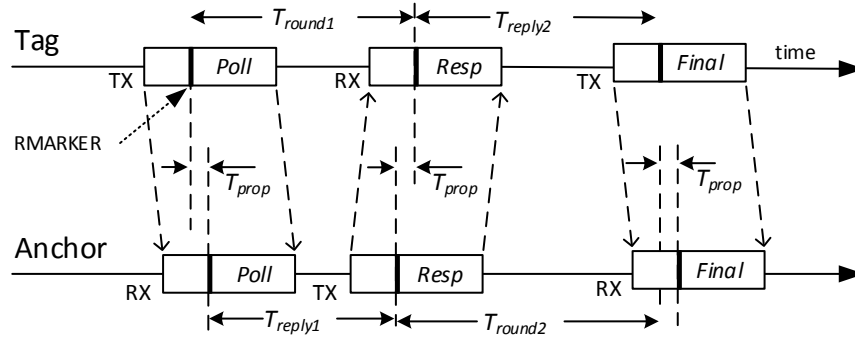 T_round1 T_reply2
Tag
TX Poll RX Resp TX Final time
RMARKER
T_prop T_prop T_prop
Anchor
RX Poll TX Resp RX Final
T_reply1 T_round2